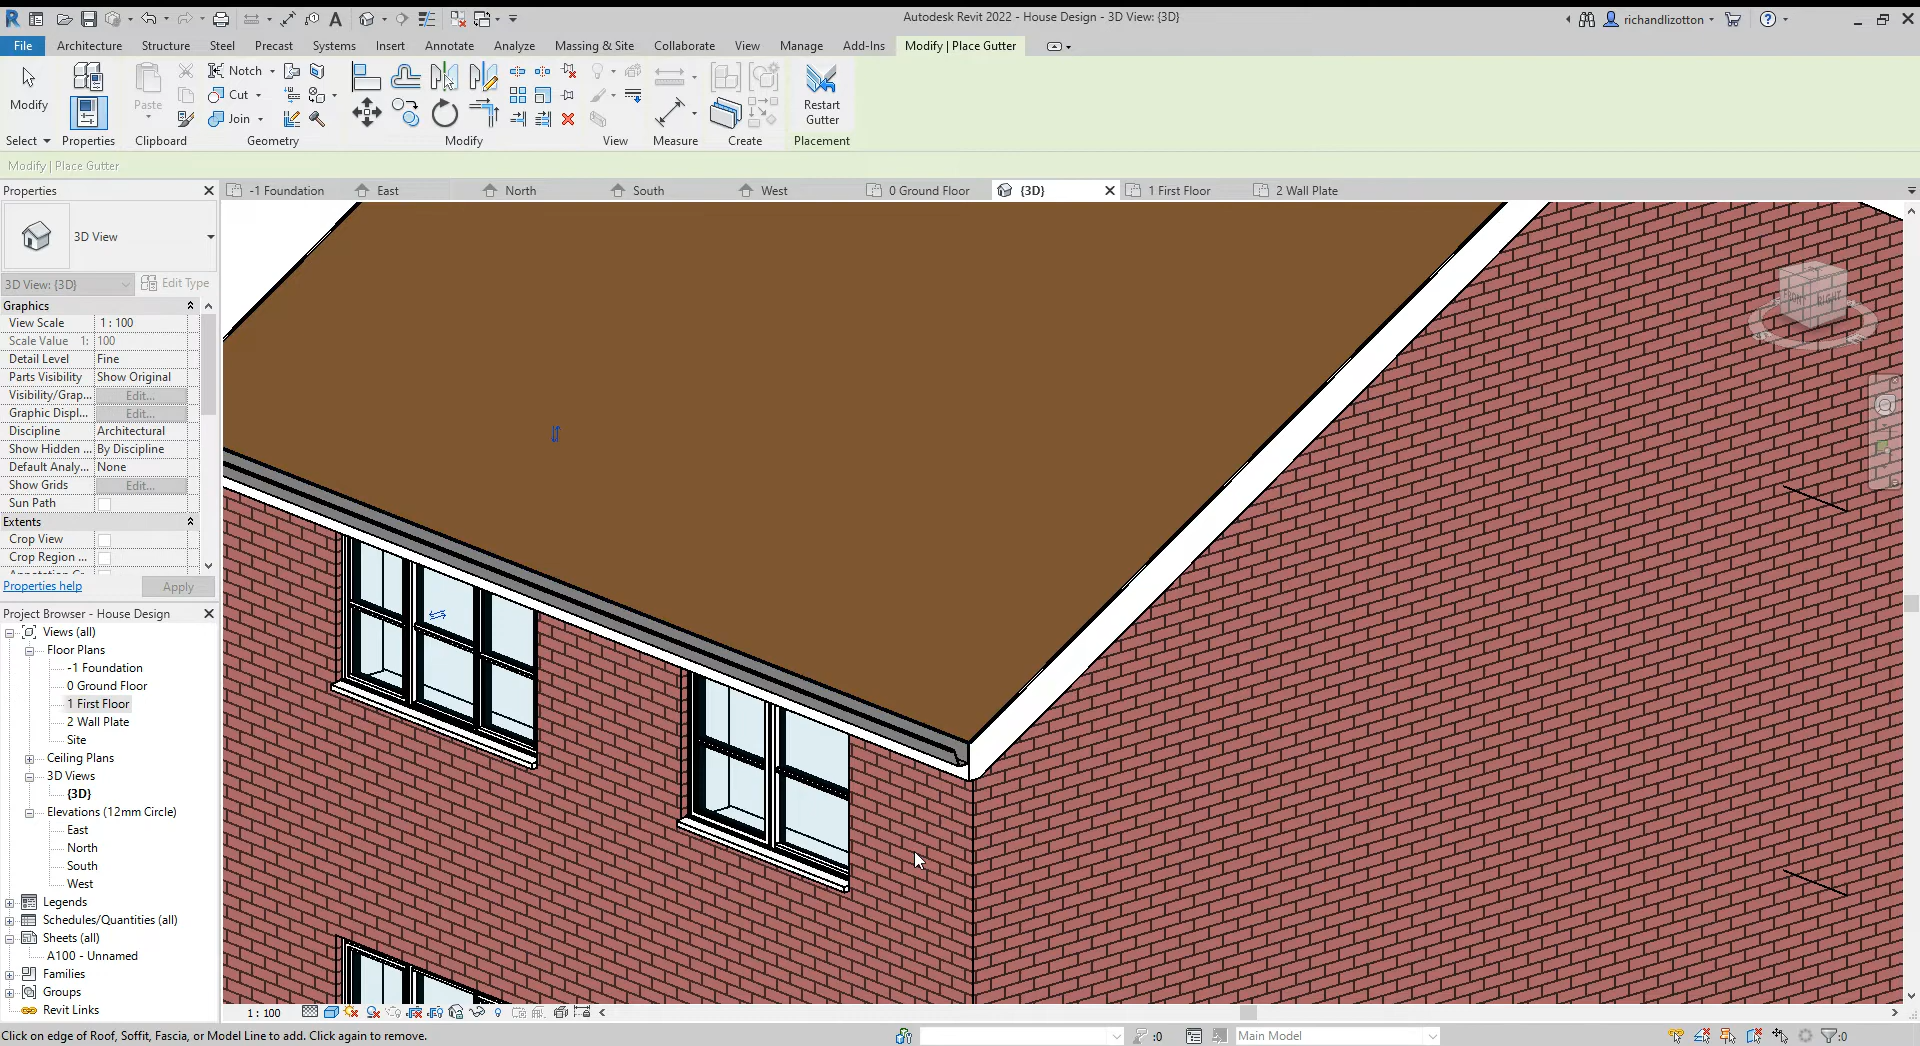 Autodesk Revit 2022 - House Design - 3D View: {3D}
richandlizotton
File Architecture Structure Steel Precast Systems Insert Annotate Analyze Massing & Site Collaborate View Manage Add-Ins Modify | Place Gutter
Modify
Paste
Notch
Cut
Join
Restart
Gutter
Select Properties Clipboard Geometry Modify View Measure Create Placement
Modify | Place Gutter
Properties
-1 Foundation East North South West 0 Ground Floor {3D} 1 First Floor 2 Wall Plate
3D View
3D View: {3D} Edit Type
Graphics
View Scale 1 : 100
Scale Value 1: 100
Detail Level Fine
Parts Visibility Show Original
Visibility/Grap... Edit...
Graphic Displ... Edit...
Discipline Architectural
Show Hidden ... By Discipline
Default Analy... None
Show Grids Edit...
Sun Path
Extents
Crop View
Crop Region ...
Properties help Apply
FRONT RIGHT
Project Browser - House Design
Views (all)
Floor Plans
-1 Foundation
0 Ground Floor
1 First Floor
2 Wall Plate
Site
Ceiling Plans
3D Views
{3D}
Elevations (12mm Circle)
East
North
South
West
Legends
Schedules/Quantities (all)
Sheets (all)
A100 - Unnamed
Families
Groups
Revit Links
1 : 100
Click on edge of Roof, Soffit, Fascia, or Model Line to add. Click again to remove.
:0 Main Model :0